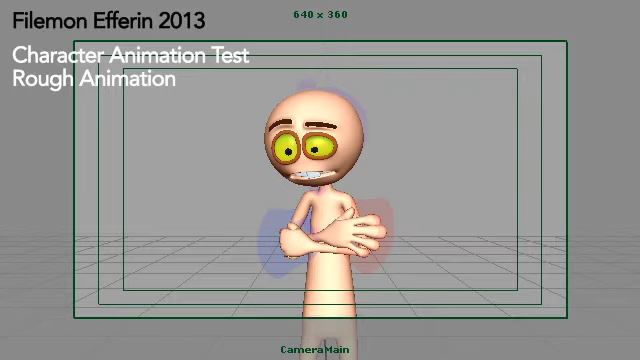 640 x 360
Filemon Efferin 2013
Character Animation Test
Rough Animation
CameraMain